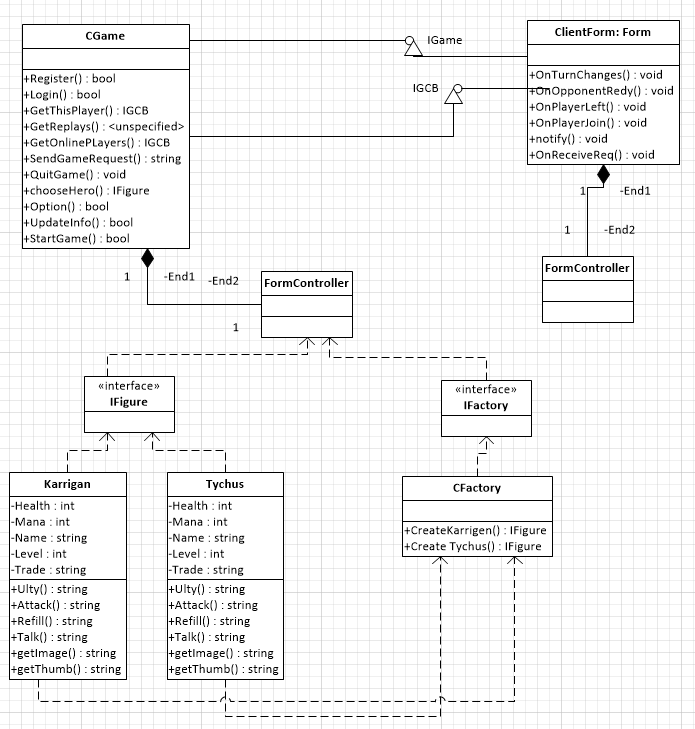 CGame
+Register() : bool
+Login() : bool
+GetThisPlayer() : IGCB
+GetReplays() : <unspecified>
+GetOnlinePLayers() : IGCB
+SendGameRequest() : string
+QuitGame() : void
+chooseHero() : IFigure
+Option() : bool
+UpdateInfo() : bool
+StartGame() : bool
IGame
IGCB
ClientForm: Form
+OnTurnChanges() : void
+OnOpponentRedy() : void
+OnPlayerLeft() : void
+OnPlayerJoin() : void
+notify() : void
+OnReceiveReq() : void
1
-End1
1
-End2
FormController
1
-End1
-End2
1
FormController
«interface»
IFigure
«interface»
IFactory
Karrigan
-Health : int
-Mana : int
-Name : string
-Level : int
-Trade : string
+Ulty() : string
+Attack() : string
+Refill() : string
+Talk() : string
+getImage() : string
+getThumb() : string
Tychus
-Health : int
-Mana : int
-Name : string
-Level : int
-Trade : string
+Ulty() : string
+Attack() : string
+Refill() : string
+Talk() : string
+getImage() : string
+getThumb() : string
CFactory
+CreateKarrigen() : IFigure
+Create Tychus() : IFigure